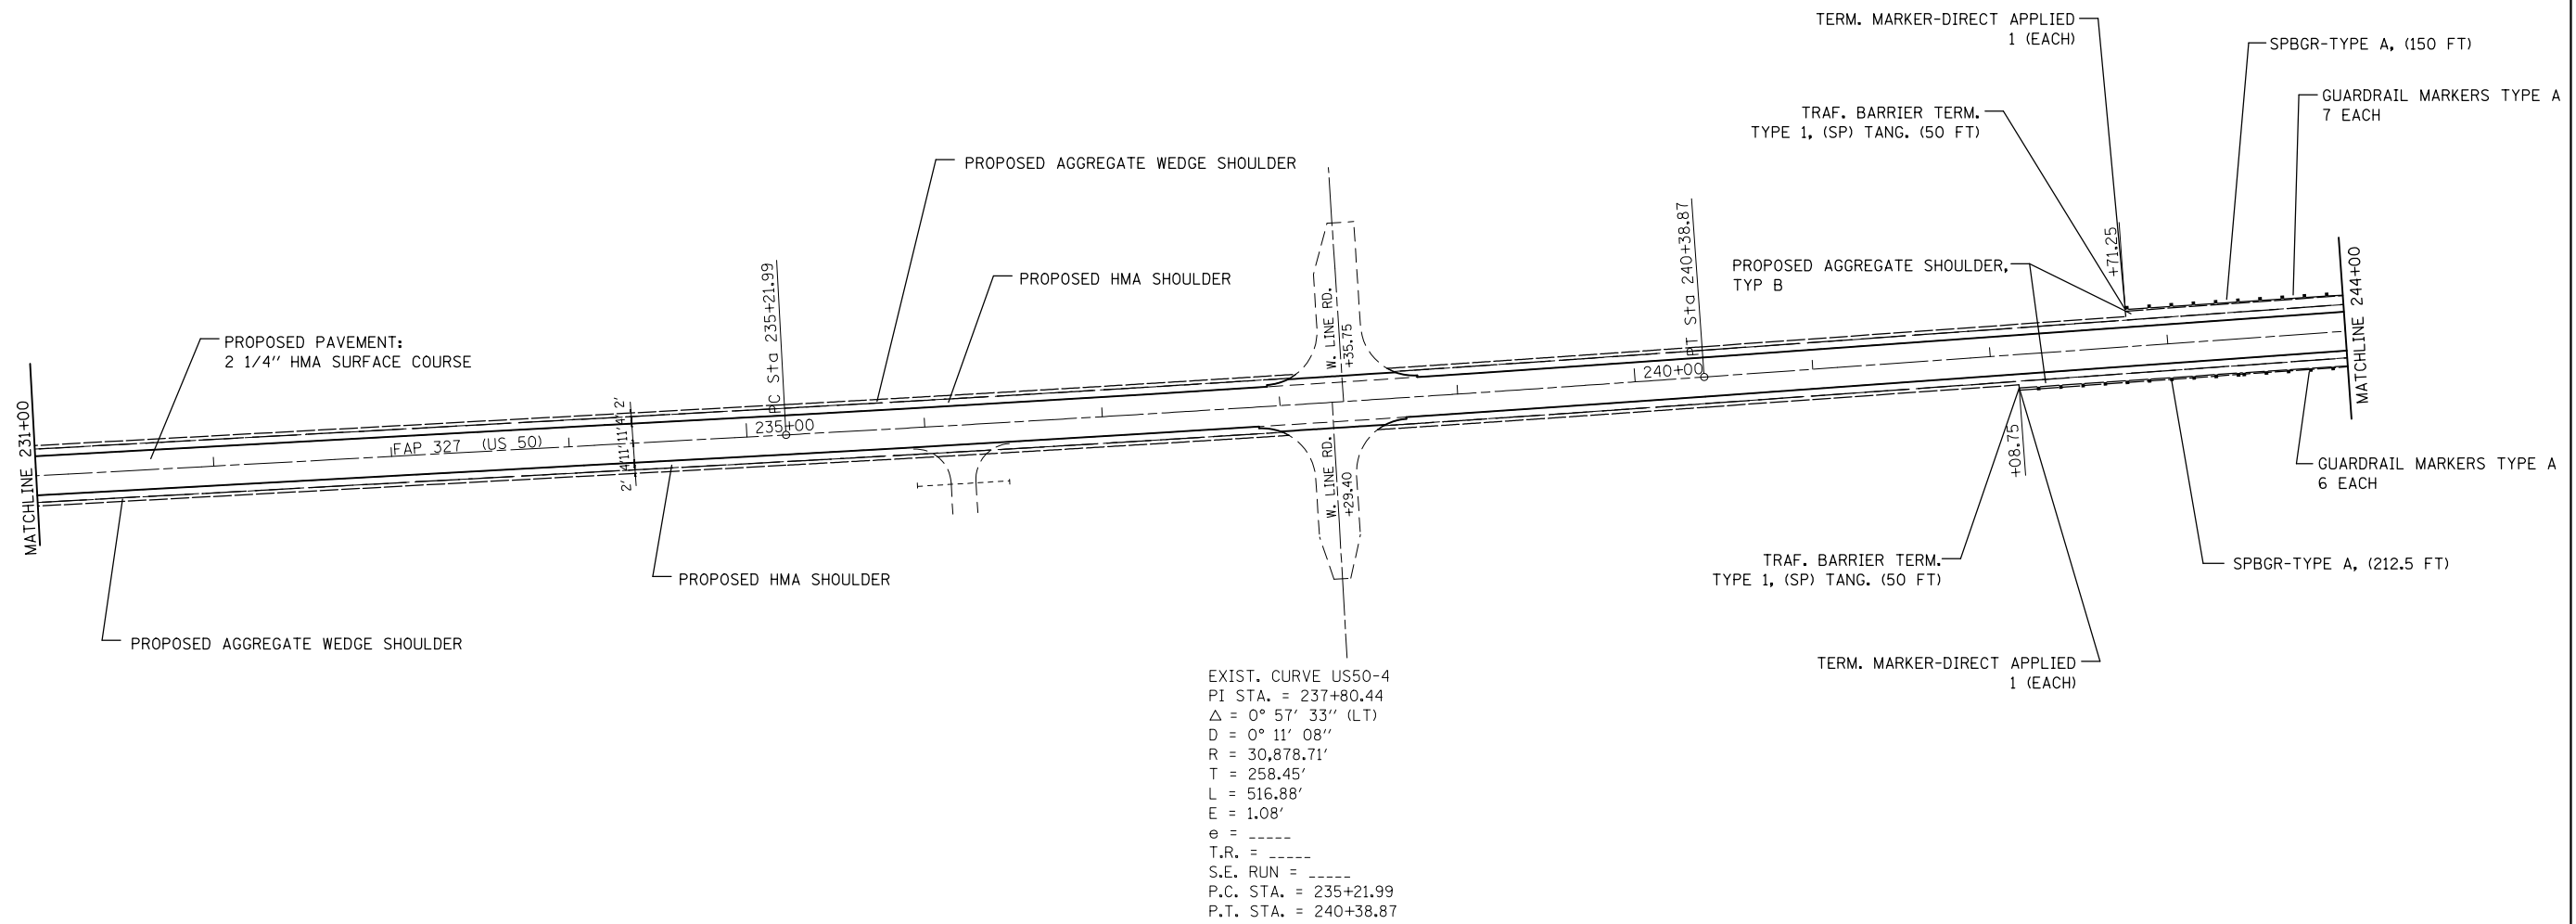 TERM. MARKER-DIRECT APPLIED
1 (EACH)
SPBGR-TYPE A, (150 FT)
GUARDRAIL MARKERS TYPE A
7 EACH
TRAF. BARRIER TERM.
TYPE 1, (SP) TANG. (50 FT)
PROPOSED AGGREGATE WEDGE SHOULDER
PROPOSED HMA SHOULDER
PROPOSED AGGREGATE SHOULDER,
TYP B
+71.25
PT Sta 240+38.87
PC Sta 235+21.99
W. LINE RD.
+35.75
MATCHLINE 244+00
PROPOSED PAVEMENT:
2 1/4" HMA SURFACE COURSE
240+00
235+00
FAP 327 (US 50)
2' 4' 11' 11' 4' 2'
MATCHLINE 231+00
W. LINE RD.
+29.40
+08.75
GUARDRAIL MARKERS TYPE A
6 EACH
TRAF. BARRIER TERM.
TYPE 1, (SP) TANG. (50 FT)
SPBGR-TYPE A, (212.5 FT)
PROPOSED HMA SHOULDER
PROPOSED AGGREGATE WEDGE SHOULDER
TERM. MARKER-DIRECT APPLIED
1 (EACH)
EXIST. CURVE US50-4
PI STA. = 237+80.44
△ = 0° 57' 33" (LT)
D = 0° 11' 08"
R = 30,878.71'
T = 258.45'
L = 516.88'
E = 1.08'
e = _____
T.R. = _____
S.E. RUN = _____
P.C. STA. = 235+21.99
P.T. STA. = 240+38.87